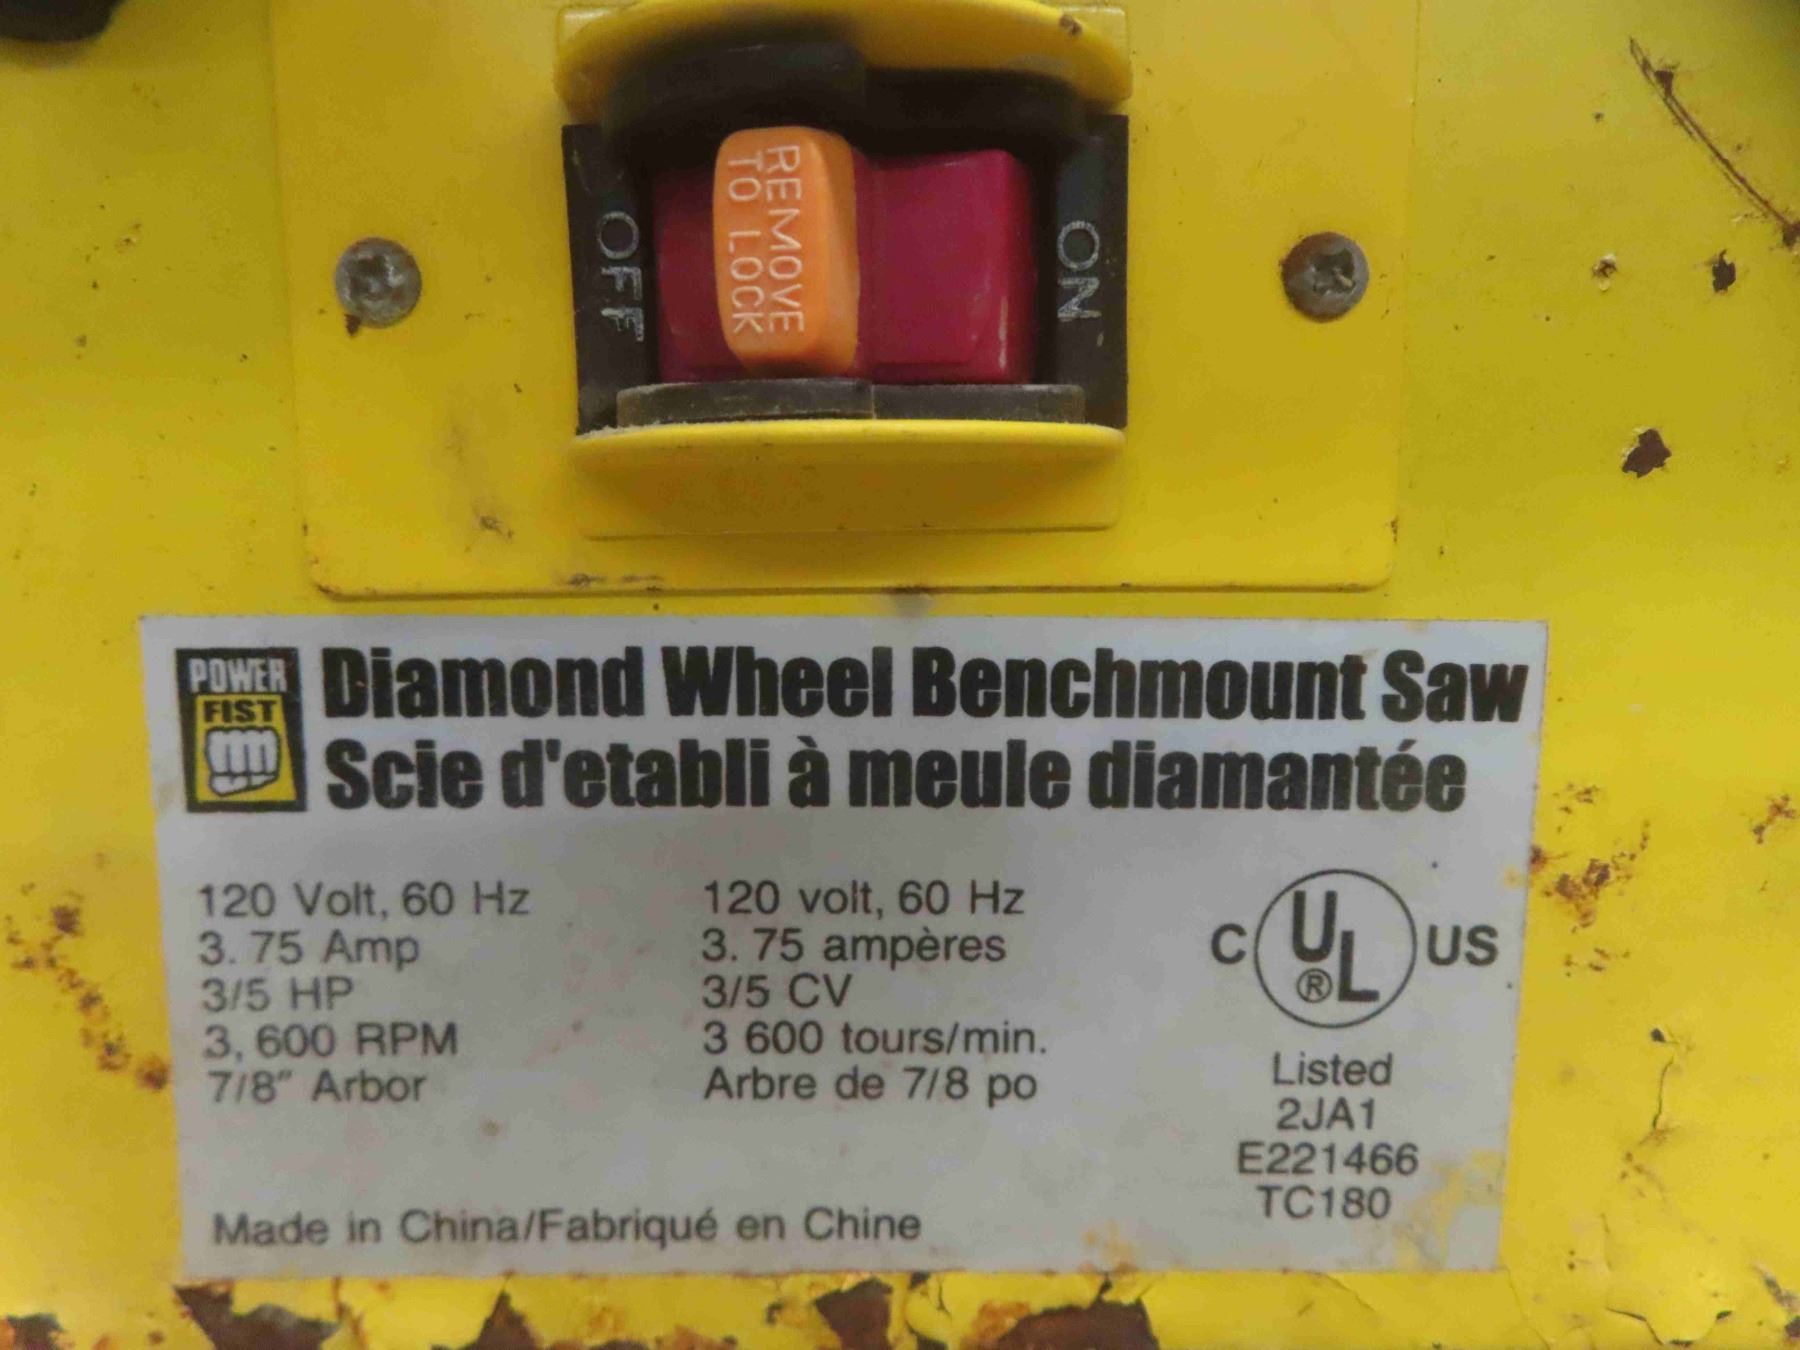 REMOVE
TO LOCK
OFF
ON
POWER
FIST
Diamond Wheel Benchmount Saw
Scie d'etabli à meule diamantée
120 Volt, 60 Hz
3. 75 Amp
3/5 HP
3, 600 RPM
7/8" Arbor
120 volt, 60 Hz
3. 75 ampères
3/5 CV
3 600 tours/min.
Arbre de 7/8 po
C UL ® US
Listed
2JA1
E221466
TC180
Made in China/Fabriqué en Chine